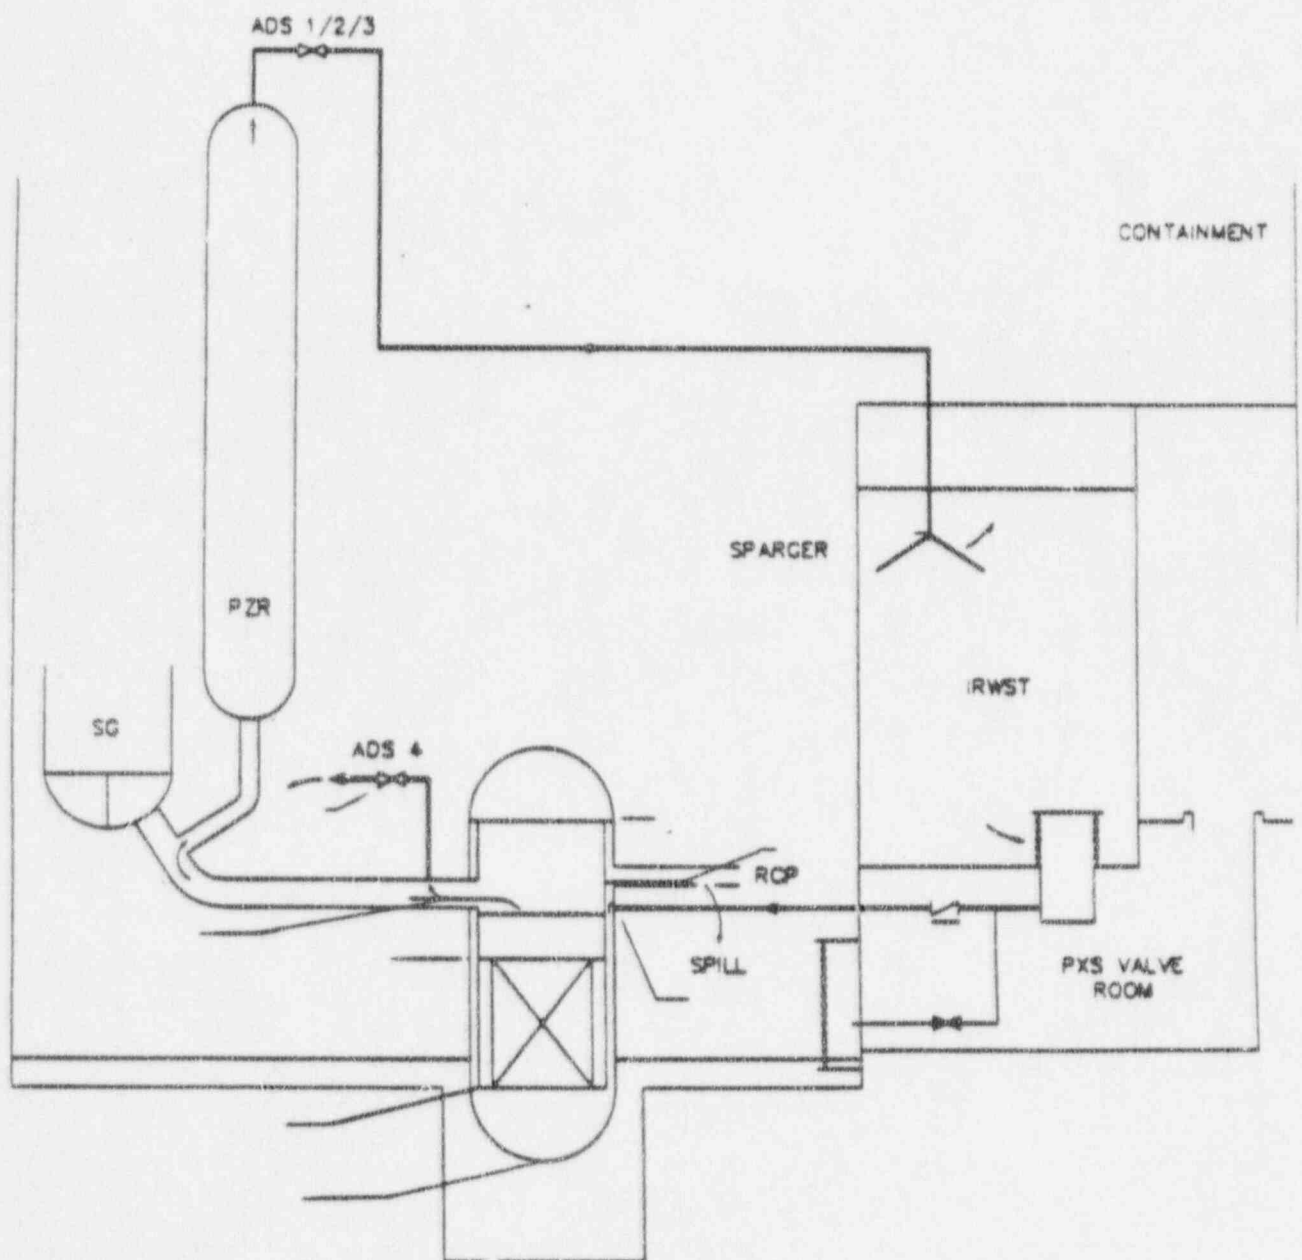 ADS 1/2/3
CONTAINMENT
SPARGER
PZR
IRWST
SG
ADS 4
RCP
SPILL
PXS VALVE
ROOM